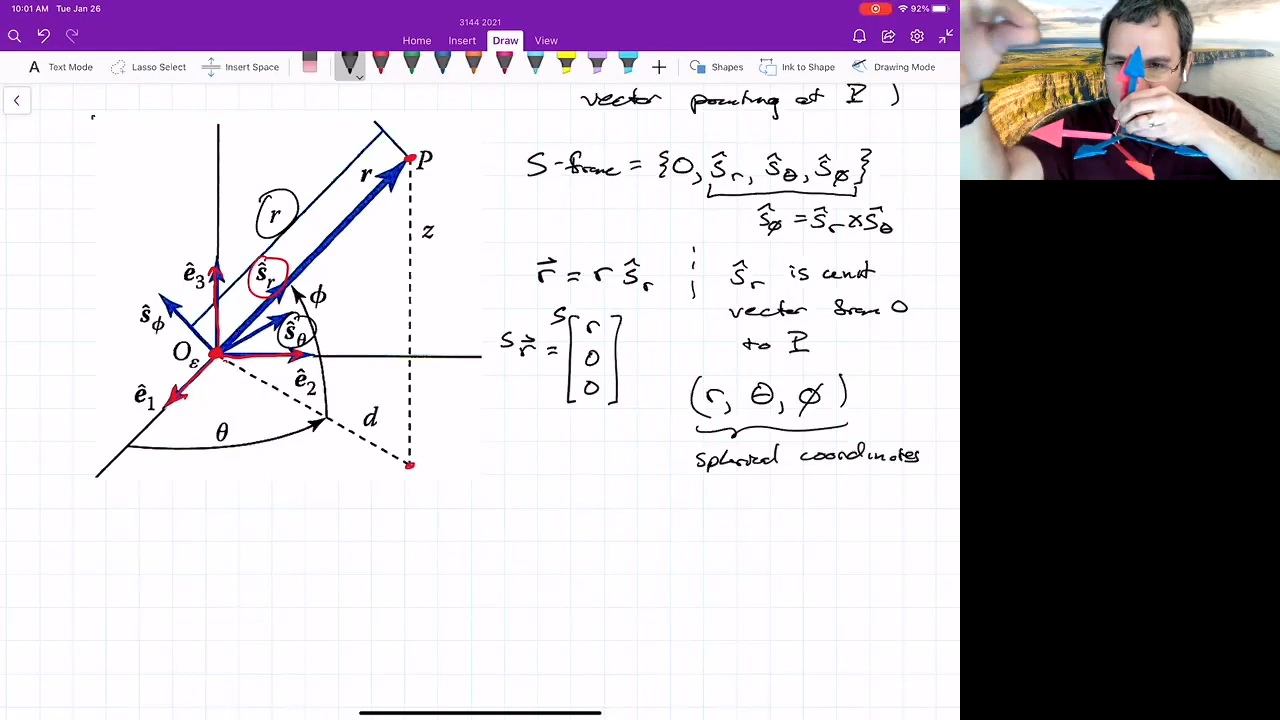 10:01 AM Tue Jan 26
92%
3144 2021
Home Insert Draw View
Text Mode Lasso Select Insert Space Shapes Ink to Shape Drawing Mode
vector pointing at P )
S-frame = {O, ŝr, ŝθ, ŝφ}
ŝφ = ŝr × ŝθ
r⃗ = r ŝr
ŝr is unit
vector from O
to P
S r⃗ = S [ r 0 0 ]
(r, θ, φ)
spherical coordinates
P
r
r
z
ê3
ŝr
φ
ŝφ
ŝθ
Oε
ê2
ê1
d
θ